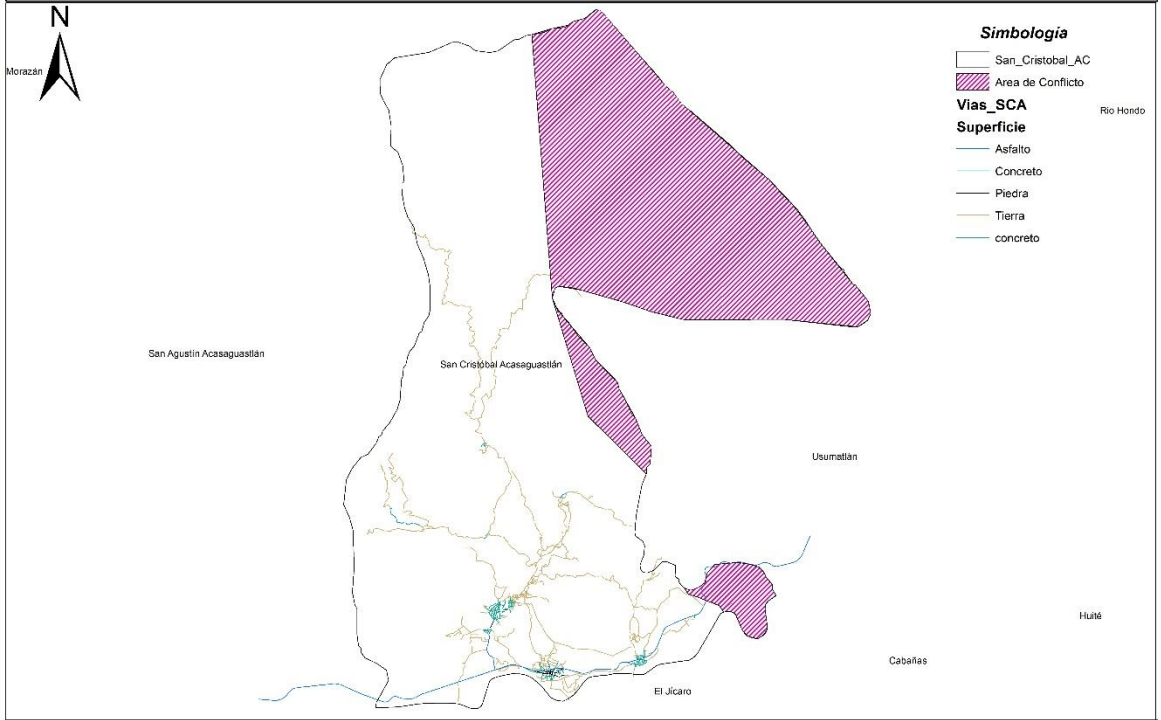 N
Morazán
Simbología
San_Cristobal_AC
Area de Conflicto
Vias_SCA
Superficie
Asfalto
Concreto
Piedra
Tierra
concreto
Rio Hondo
San Agustín Acasaguastlán
San Cristóbal Acasaguastlán
Usumatlán
Huité
Cabañas
El Jícaro